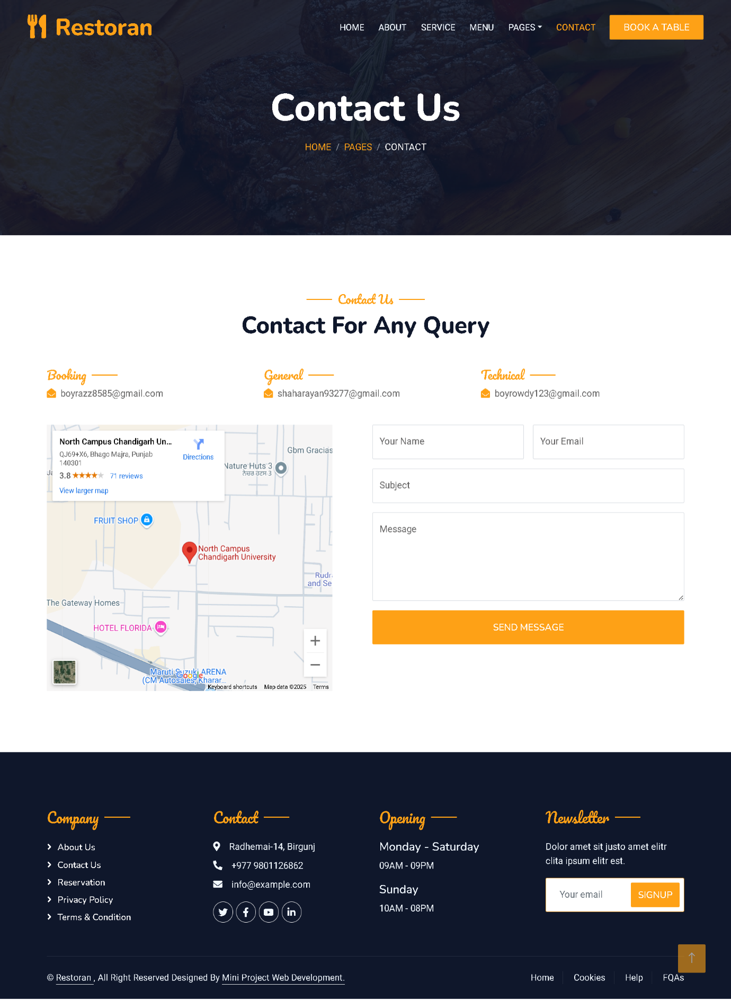 Restoran
HOME
ABOUT
SERVICE
MENU
PAGES
CONTACT
BOOK A TABLE
Contact Us
HOME / PAGES / CONTACT
Contact Us
Contact For Any Query
Booking
boyrazz8585@gmail.com
General
shaharayan93277@gmail.com
Technical
boyrowdy123@gmail.com
North Campus Chandigarh Un...
QJ69+X6, Bhago Majra, Punjab
140301
Directions
3.8
71 reviews
View larger map
Gbm Gracias
Nature Huts 3
ਨੇਚਰ ਹਟਸ 3
FRUIT SHOP
North Campus
Chandigarh University
Rudr
and Se
The Gateway Homes
HOTEL FLORIDA
Maruti Suzuki ARENA
(CM Autosales, Kharar...
Google
Keyboard shortcuts
Map data ©2025
Terms
Your Name
Your Email
Subject
Message
SEND MESSAGE
Company
About Us
Contact Us
Reservation
Privacy Policy
Terms & Condition
Contact
Radhemai-14, Birgunj
+977 9801126862
info@example.com
Opening
Monday - Saturday
09AM - 09PM
Sunday
10AM - 08PM
Newsletter
Dolor amet sit justo amet elitr
clita ipsum elitr est.
Your email
SIGNUP
© Restoran , All Right Reserved Designed By Mini Project Web Development.
Home
Cookies
Help
FQAs